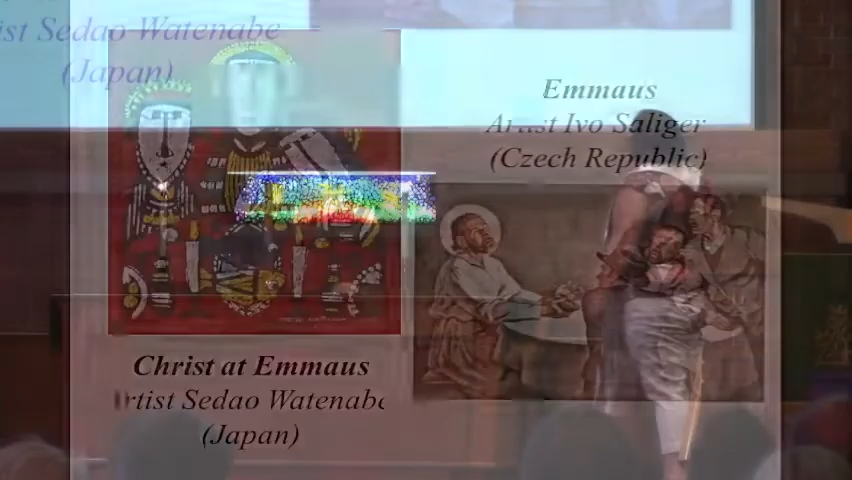 ist Sedao Watenabe
(Japan)
Emmaus
Artist Ivo Saliger
(Czech Republic)
Christ at Emmaus
rtist Sedao Watenabe
(Japan)